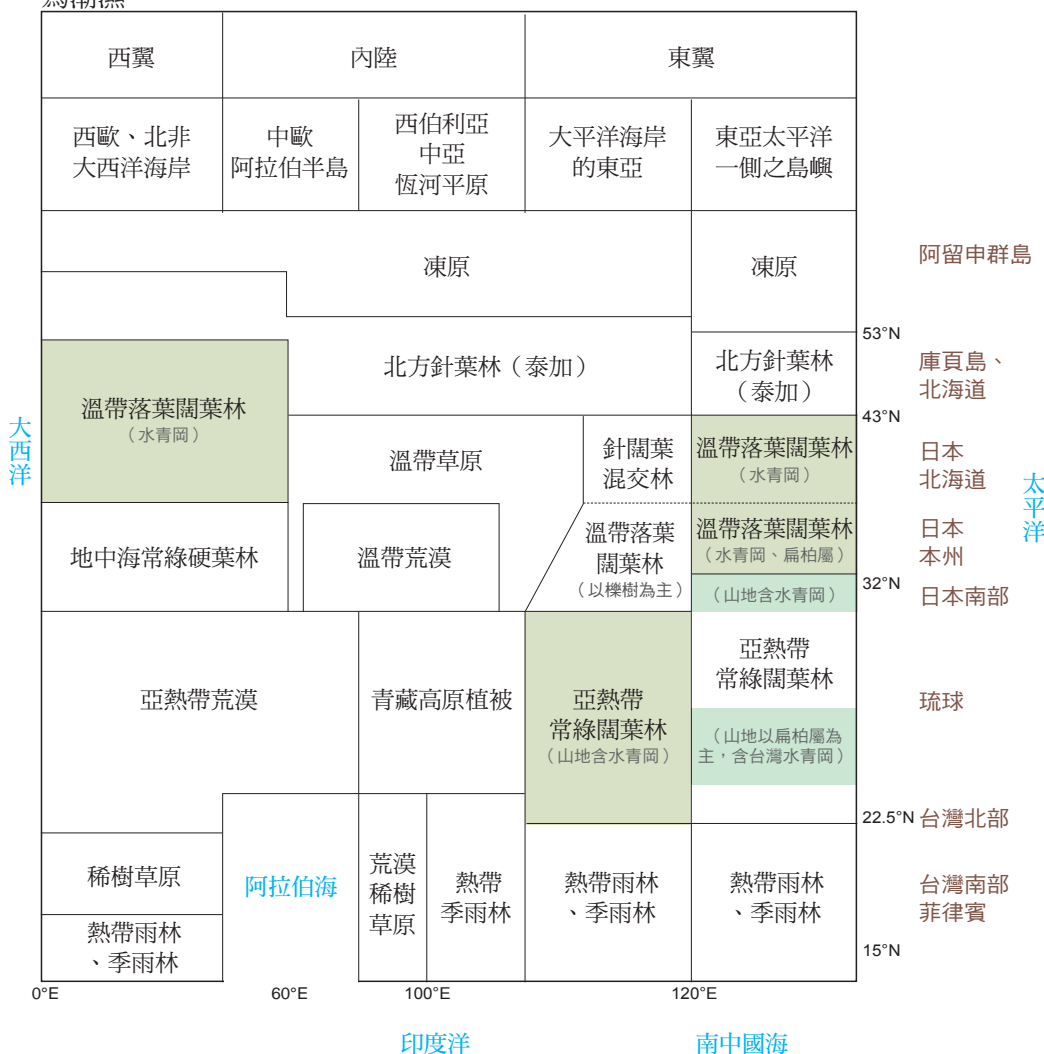 西翼
內陸
東翼
西歐、北非
大西洋海岸
中歐
阿拉伯半島
西伯利亞
中亞
恆河平原
大平洋海岸
的東亞
東亞太平洋
一側之島嶼
凍原
凍原
阿留申群島
53°N
北方針葉林（泰加）
北方針葉林
（泰加）
庫頁島、
北海道
43°N
大西洋
溫帶落葉闊葉林
（水青岡）
溫帶草原
針闊葉
混交林
溫帶落葉闊葉林
（水青岡）
日本
北海道
太平洋
地中海常綠硬葉林
溫帶荒漠
溫帶落葉
闊葉林
（以櫟樹為主）
溫帶落葉闊葉林
（水青岡、扁柏屬）
日本
本州
32°N
（山地含水青岡）
日本南部
亞熱帶荒漠
青藏高原植被
亞熱帶
常綠闊葉林
（山地含水青岡）
亞熱帶
常綠闊葉林
琉球
（山地以扁柏屬為
主，含台灣水青岡）
22.5°N
台灣北部
稀樹草原
阿拉伯海
荒漠
稀樹
草原
熱帶
季雨林
熱帶雨林
、季雨林
熱帶雨林
、季雨林
台灣南部
菲律賓
熱帶雨林
、季雨林
15°N
0°E
60°E
100°E
120°E
印度洋
南中國海